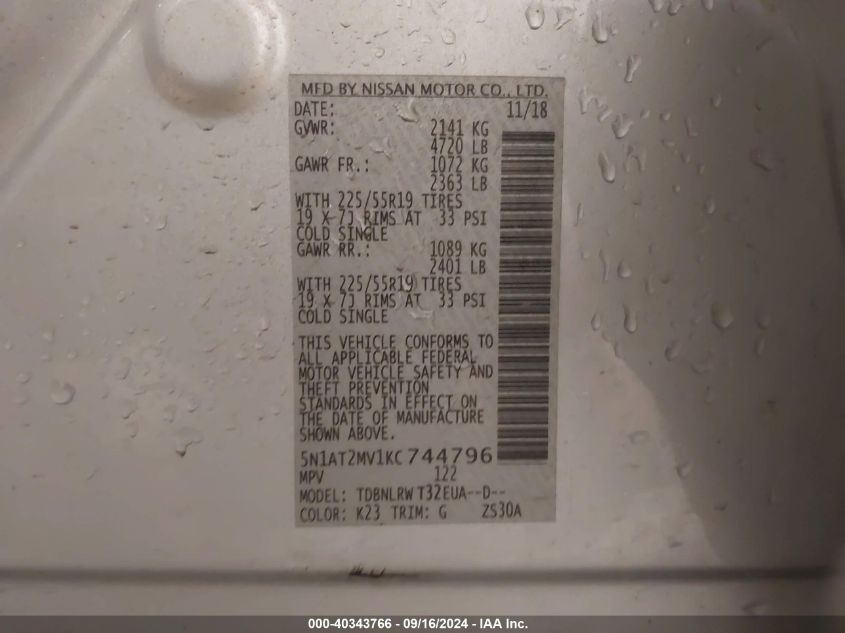 MFD BY NISSAN MOTOR CO., LTD.
DATE: 11/18
GVWR: 2141 KG
4720 LB
GAWR FR.: 1072 KG
2363 LB
WITH 225/55R19 TIRES
19 X 7J RIMS AT 33 PSI
COLD SINGLE
GAWR RR.: 1089 KG
2401 LB
WITH 225/55R19 TIRES
19 X 7J RIMS AT 33 PSI
COLD SINGLE
THIS VEHICLE CONFORMS TO
ALL APPLICABLE FEDERAL
MOTOR VEHICLE SAFETY AND
THEFT PREVENTION
STANDARDS IN EFFECT ON
THE DATE OF MANUFACTURE
SHOWN ABOVE.
5N1AT2MV1KC744796
MPV 122
MODEL: TDBNLRW T32EUA--D--
COLOR: K23 TRIM: G ZS30A
000-40343766 - 09/16/2024 - IAA Inc.